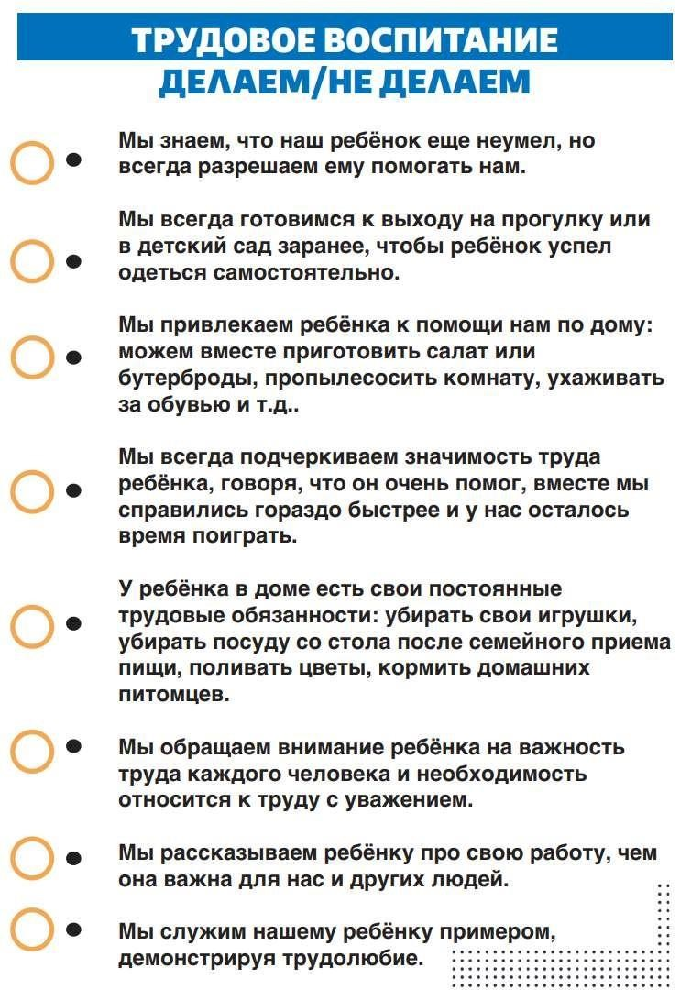 ТРУДОВОЕ ВОСПИТАНИЕ
ДЕЛАЕМ/НЕ ДЕЛАЕМ
Мы знаем, что наш ребёнок еще неумел, но
всегда разрешаем ему помогать нам.
Мы всегда готовимся к выходу на прогулку или
в детский сад заранее, чтобы ребёнок успел
одеться самостоятельно.
Мы привлекаем ребёнка к помощи нам по дому:
можем вместе приготовить салат или
бутерброды, пропылесосить комнату, ухаживать
за обувью и т.д..
Мы всегда подчеркиваем значимость труда
ребёнка, говоря, что он очень помог, вместе мы
справились гораздо быстрее и у нас осталось
время поиграть.
У ребёнка в доме есть свои постоянные
трудовые обязанности: убирать свои игрушки,
убирать посуду со стола после семейного приема
пищи, поливать цветы, кормить домашних
питомцев.
Мы обращаем внимание ребёнка на важность
труда каждого человека и необходимость
относится к труду с уважением.
Мы рассказываем ребёнку про свою работу, чем
она важна для нас и других людей.
Мы служим нашему ребёнку примером,
демонстрируя трудолюбие.